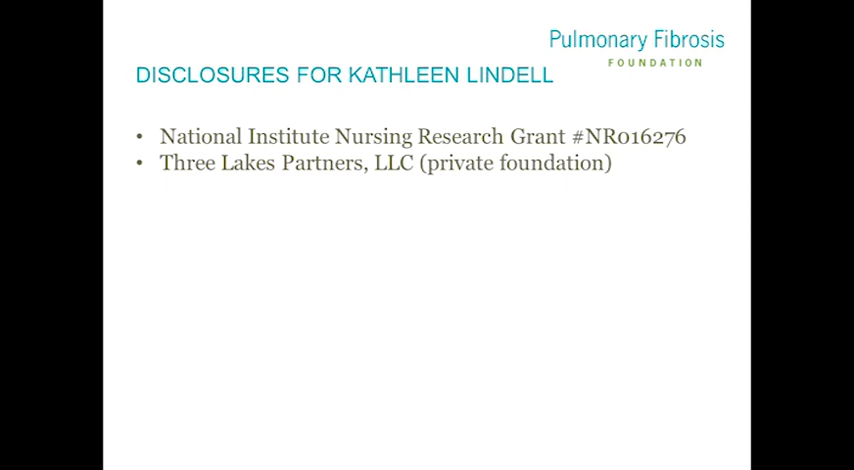 Pulmonary Fibrosis
FOUNDATION
DISCLOSURES FOR KATHLEEN LINDELL
• National Institute Nursing Research Grant #NR016276
• Three Lakes Partners, LLC (private foundation)